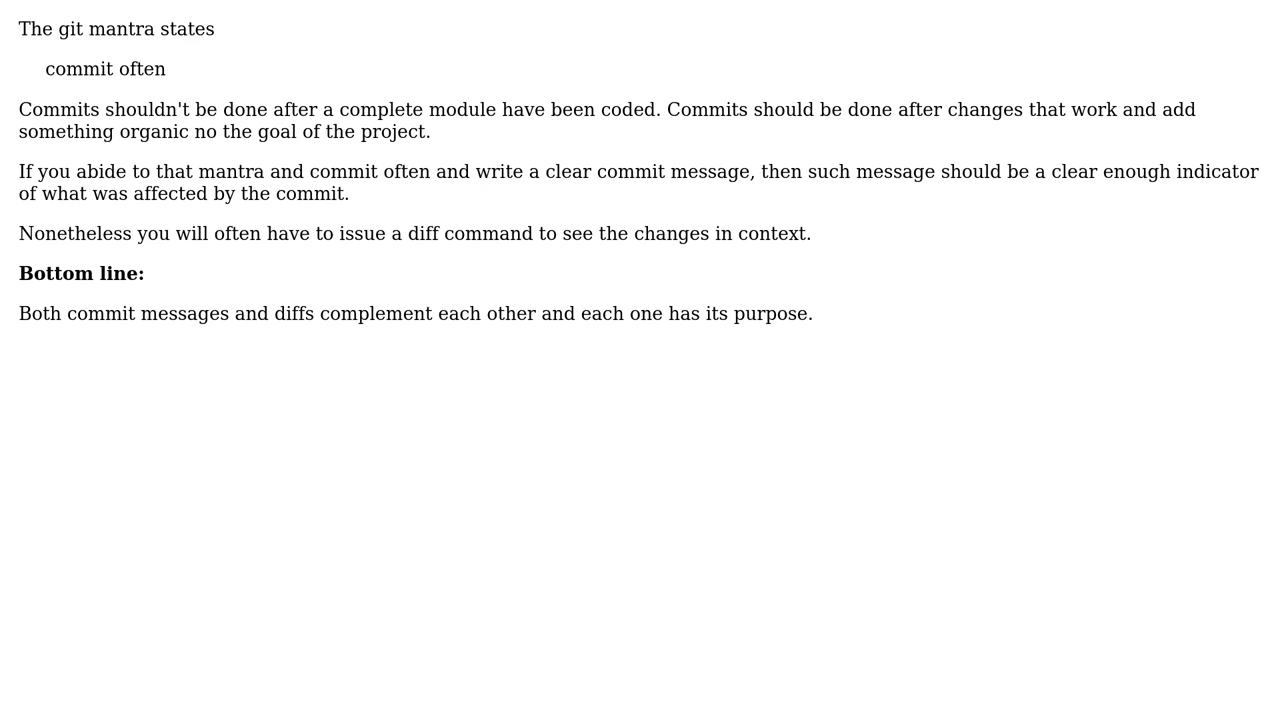 The git mantra states
commit often
Commits shouldn't be done after a complete module have been coded. Commits should be done after changes that work and add
something organic no the goal of the project.
If you abide to that mantra and commit often and write a clear commit message, then such message should be a clear enough indicator
of what was affected by the commit.
Nonetheless you will often have to issue a diff command to see the changes in context.
Bottom line:
Both commit messages and diffs complement each other and each one has its purpose.